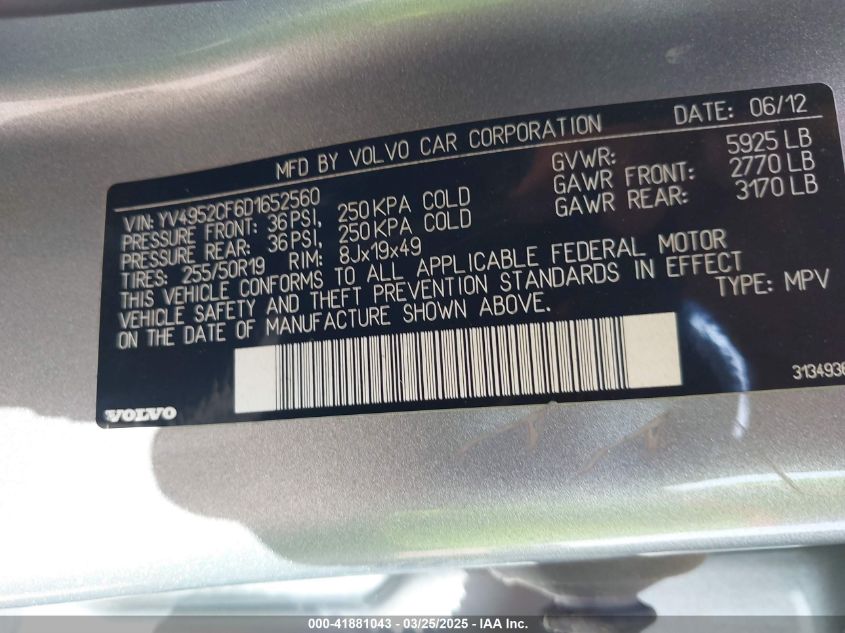 DATE: 06/12
MFD BY VOLVO CAR CORPORATION
VIN: YV4952CF6D1652560
PRESSURE FRONT: 36PSI, 250KPA COLD
PRESSURE REAR: 36PSI, 250KPA COLD
TIRES: 255/50R19 RIM: 8Jx19x49
GVWR: 5925 LB
GAWR FRONT: 2770 LB
GAWR REAR: 3170 LB
THIS VEHICLE CONFORMS TO ALL APPLICABLE FEDERAL MOTOR
VEHICLE SAFETY AND THEFT PREVENTION STANDARDS IN EFFECT
ON THE DATE OF MANUFACTURE SHOWN ABOVE.
TYPE: MPV
VOLVO
000-41881043 — 03/25/2025 — IAA Inc.